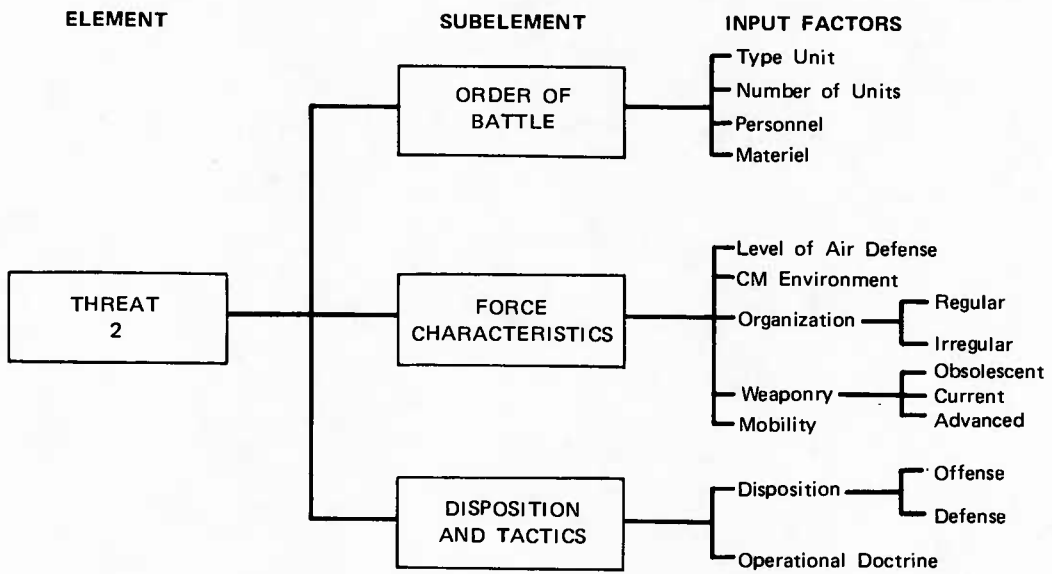 ELEMENT
SUBELEMENT
INPUT FACTORS
ORDER OF
BATTLE
Type Unit
Number of Units
Personnel
Materiel
THREAT
2
FORCE
CHARACTERISTICS
Level of Air Defense
CM Environment
Organization
Regular
Irregular
Weaponry
Obsolescent
Current
Advanced
Mobility
DISPOSITION
AND TACTICS
Disposition
Offense
Defense
Operational Doctrine